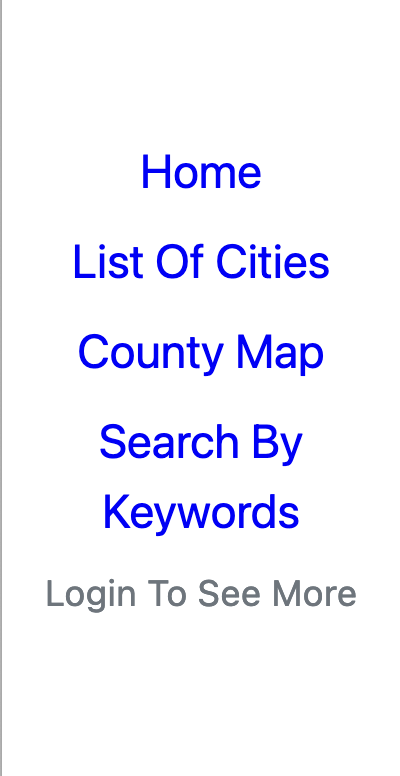 Home
List Of Cities
County Map
Search By
Keywords
Login To See More